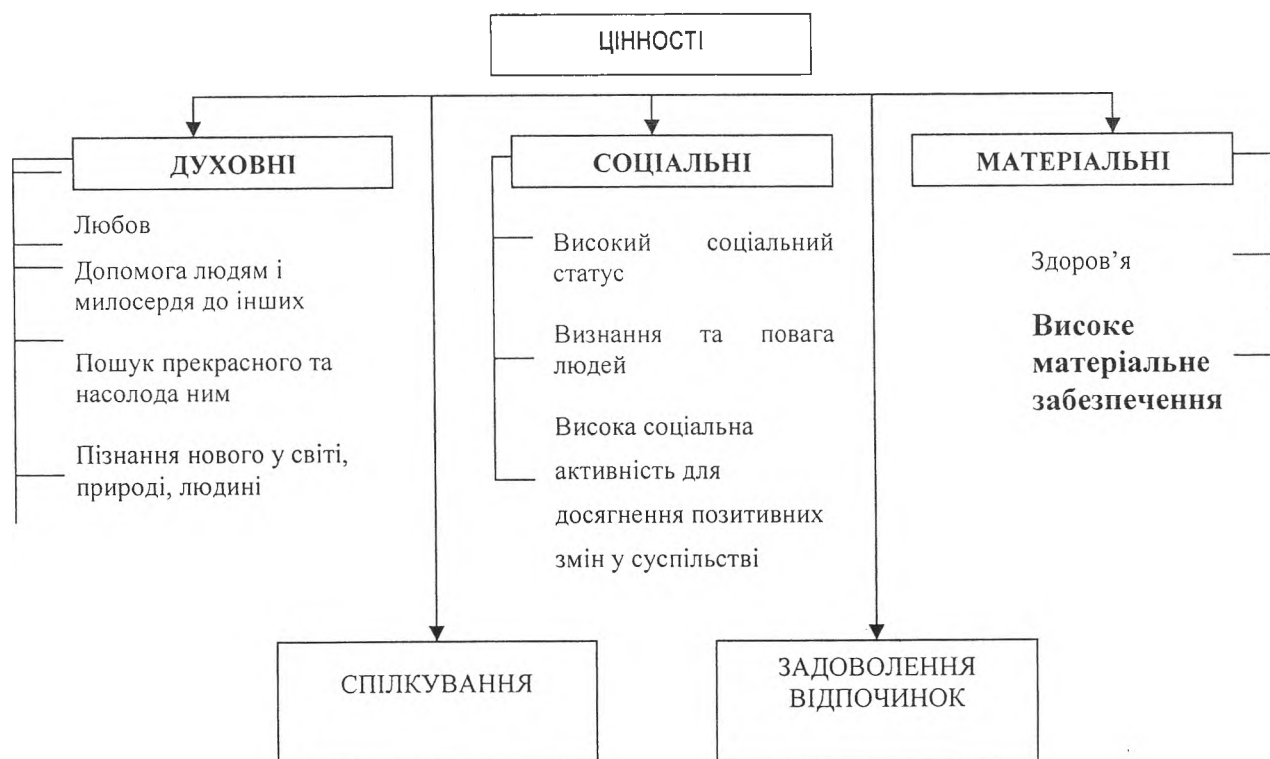 ЦІННОСТІ
ДУХОВНІ
Любов
Допомога людям і
милосердя до інших
Пошук прекрасного та
насолода ним
Пізнання нового у світі,
природі, людині
СОЦІАЛЬНІ
Високий соціальний
статус
Визнання та повага
людей
Висока соціальна
активність для
досягнення позитивних
змін у суспільстві
МАТЕРІАЛЬНІ
Здоров’я
Високе
матеріальне
забезпечення
СПІЛКУВАННЯ
ЗАДОВОЛЕННЯ
ВІДПОЧИНОК